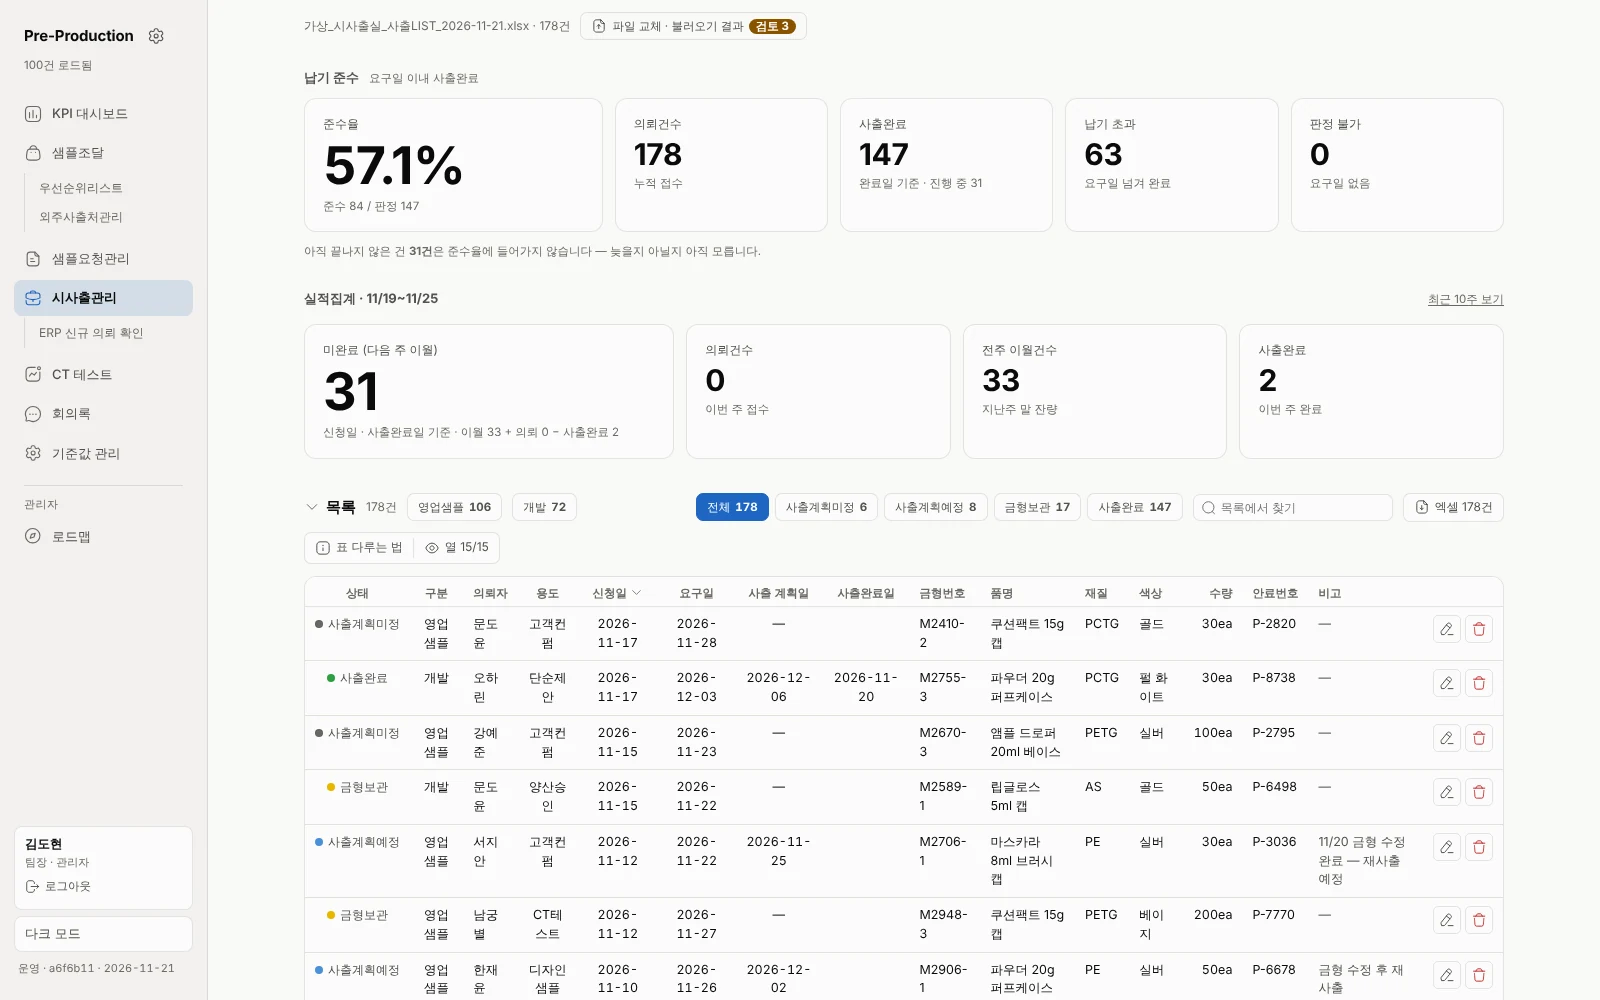 Pre-Production
100건 로드됨
KPI 대시보드
샘플조달
우선순위리스트
외주사출처관리
샘플요청관리
시사출관리
ERP 신규 의뢰 확인
CT 테스트
회의록
기준값 관리
관리자
로드맵
김도현
팀장 · 관리자
로그아웃
다크 모드
운영 · a6f6b11 · 2026-11-21
가상_시사출실_사출LIST_2026-11-21.xlsx · 178건 파일 교체 · 불러오기 결과 검토 3
납기 준수 요구일 이내 사출완료
준수율
57.1%
준수 84 / 판정 147
의뢰건수
178
누적 접수
사출완료
147
완료일 기준 · 진행 중 31
납기 초과
63
요구일 넘겨 완료
판정 불가
0
요구일 없음
아직 끝나지 않은 건 31건은 준수율에 들어가지 않습니다 — 늦을지 아닐지 아직 모릅니다.
실적집계 · 11/19~11/25 최근 10주 보기
미완료 (다음 주 이월)
31
신청일 · 사출완료일 기준 · 이월 33 + 의뢰 0 − 사출완료 2
의뢰건수
0
이번 주 접수
전주 이월건수
33
지난주 말 잔량
사출완료
2
이번 주 완료
목록 178건 영업샘플 106 개발 72 전체 178 사출계획미정 6 사출계획예정 8 금형보관 17 사출완료 147 목록에서 찾기 엑셀 178건
표 다루는 법 열 15/15
상태 구분 의뢰자 용도 신청일 요구일 사출 계획일 사출완료일 금형번호 품명 재질 색상 수량 안료번호 비고
사출계획미정 영업 문도 고객컨 2026- 2026- — M2410- 쿠션팩트 15g PCTG 골드 30ea P-2820 —
샘플 윤 펌 11-17 11-28 2 캡
사출완료 개발 오하 단순제 2026- 2026- 2026-12- 2026-11- M2755- 파우더 20g PCTG 펄 화 30ea P-8738 —
린 안 11-17 12-03 06 20 3 퍼프케이스 이트
사출계획미정 영업 강예 고객컨 2026- 2026- — M2670- 앰플 드로퍼 PETG 실버 100ea P-2795 —
샘플 준 펌 11-15 11-23 3 20ml 베이스
금형보관 개발 문도 양산승 2026- 2026- — M2589- 립글로스 AS 골드 50ea P-6498 —
윤 인 11-15 11-22 1 5ml 캡
사출계획예정 영업 서지 고객컨 2026- 2026- 2026-11- M2706- 마스카라 PE 실버 30ea P-3036 11/20 금형 수정
샘플 안 펌 11-12 11-22 25 1 8ml 브러시 완료 — 재사출
캡 예정
금형보관 영업 남궁 CT테 2026- 2026- — M2948- 쿠션팩트 15g PETG 베이 200ea P-7770 —
샘플 별 스트 11-12 11-27 3 캡 지
사출계획예정 영업 한재 디자인 2026- 2026- 2026-12- M2906- 파우더 20g PE 실버 50ea P-6678 금형 수정 후 재
샘플 윤 샘플 11-10 11-26 02 1 퍼프케이스 사출